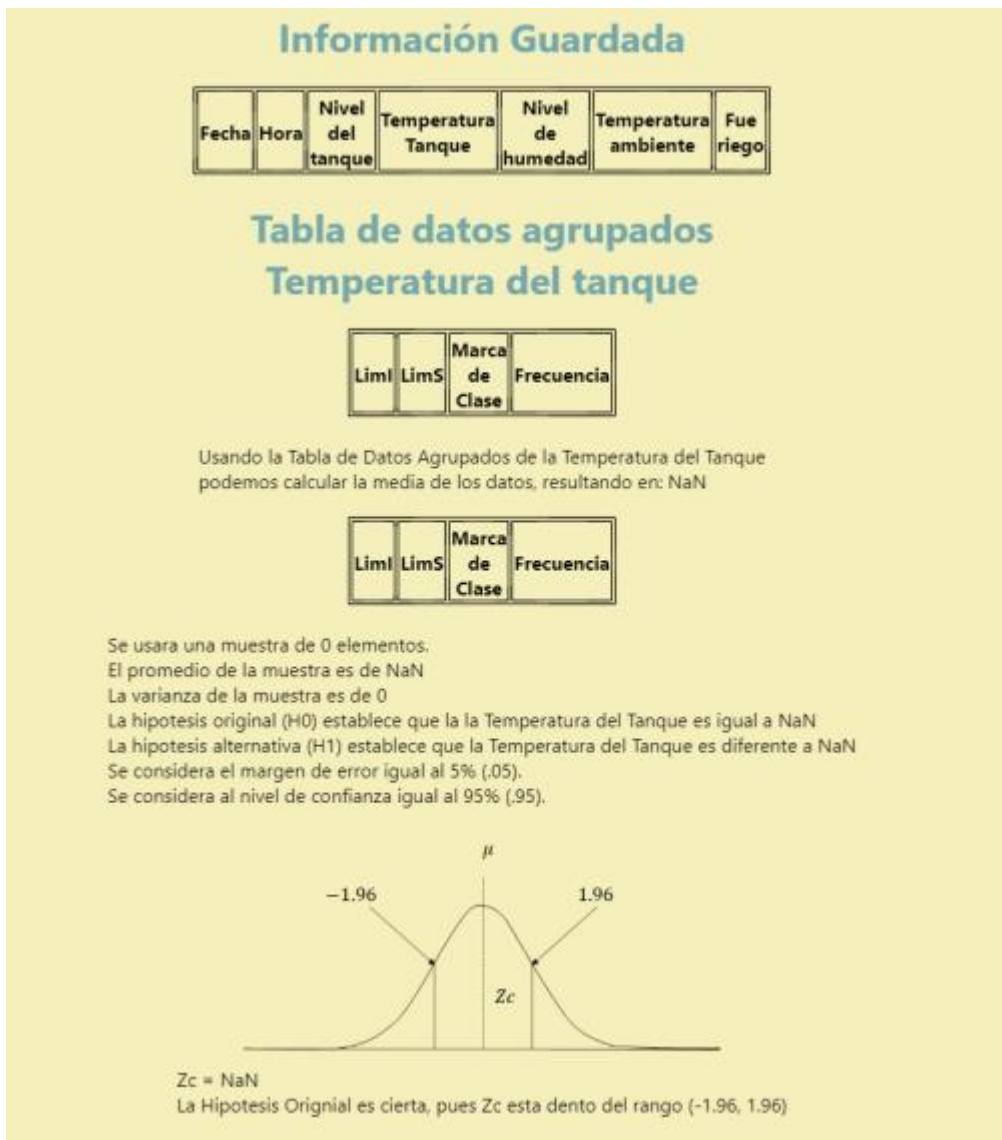 Información Guardada
Fecha Hora Nivel del tanque Temperatura Tanque Nivel de humedad Temperatura ambiente Fue riego
Tabla de datos agrupados
Temperatura del tanque
LimI LimS Marca de Clase Frecuencia
Usando la Tabla de Datos Agrupados de la Temperatura del Tanque
podemos calcular la media de los datos, resultando en: NaN
LimI LimS Marca de Clase Frecuencia
Se usara una muestra de 0 elementos.
El promedio de la muestra es de NaN
La varianza de la muestra es de 0
La hipotesis original (H0) establece que la la Temperatura del Tanque es igual a NaN
La hipotesis alternativa (H1) establece que la Temperatura del Tanque es diferente a NaN
Se considera el margen de error igual al 5% (.05).
Se considera al nivel de confianza igual al 95% (.95).
μ
−1.96 1.96
Zc
Zc = NaN
La Hipotesis Orignial es cierta, pues Zc esta dento del rango (-1.96, 1.96)